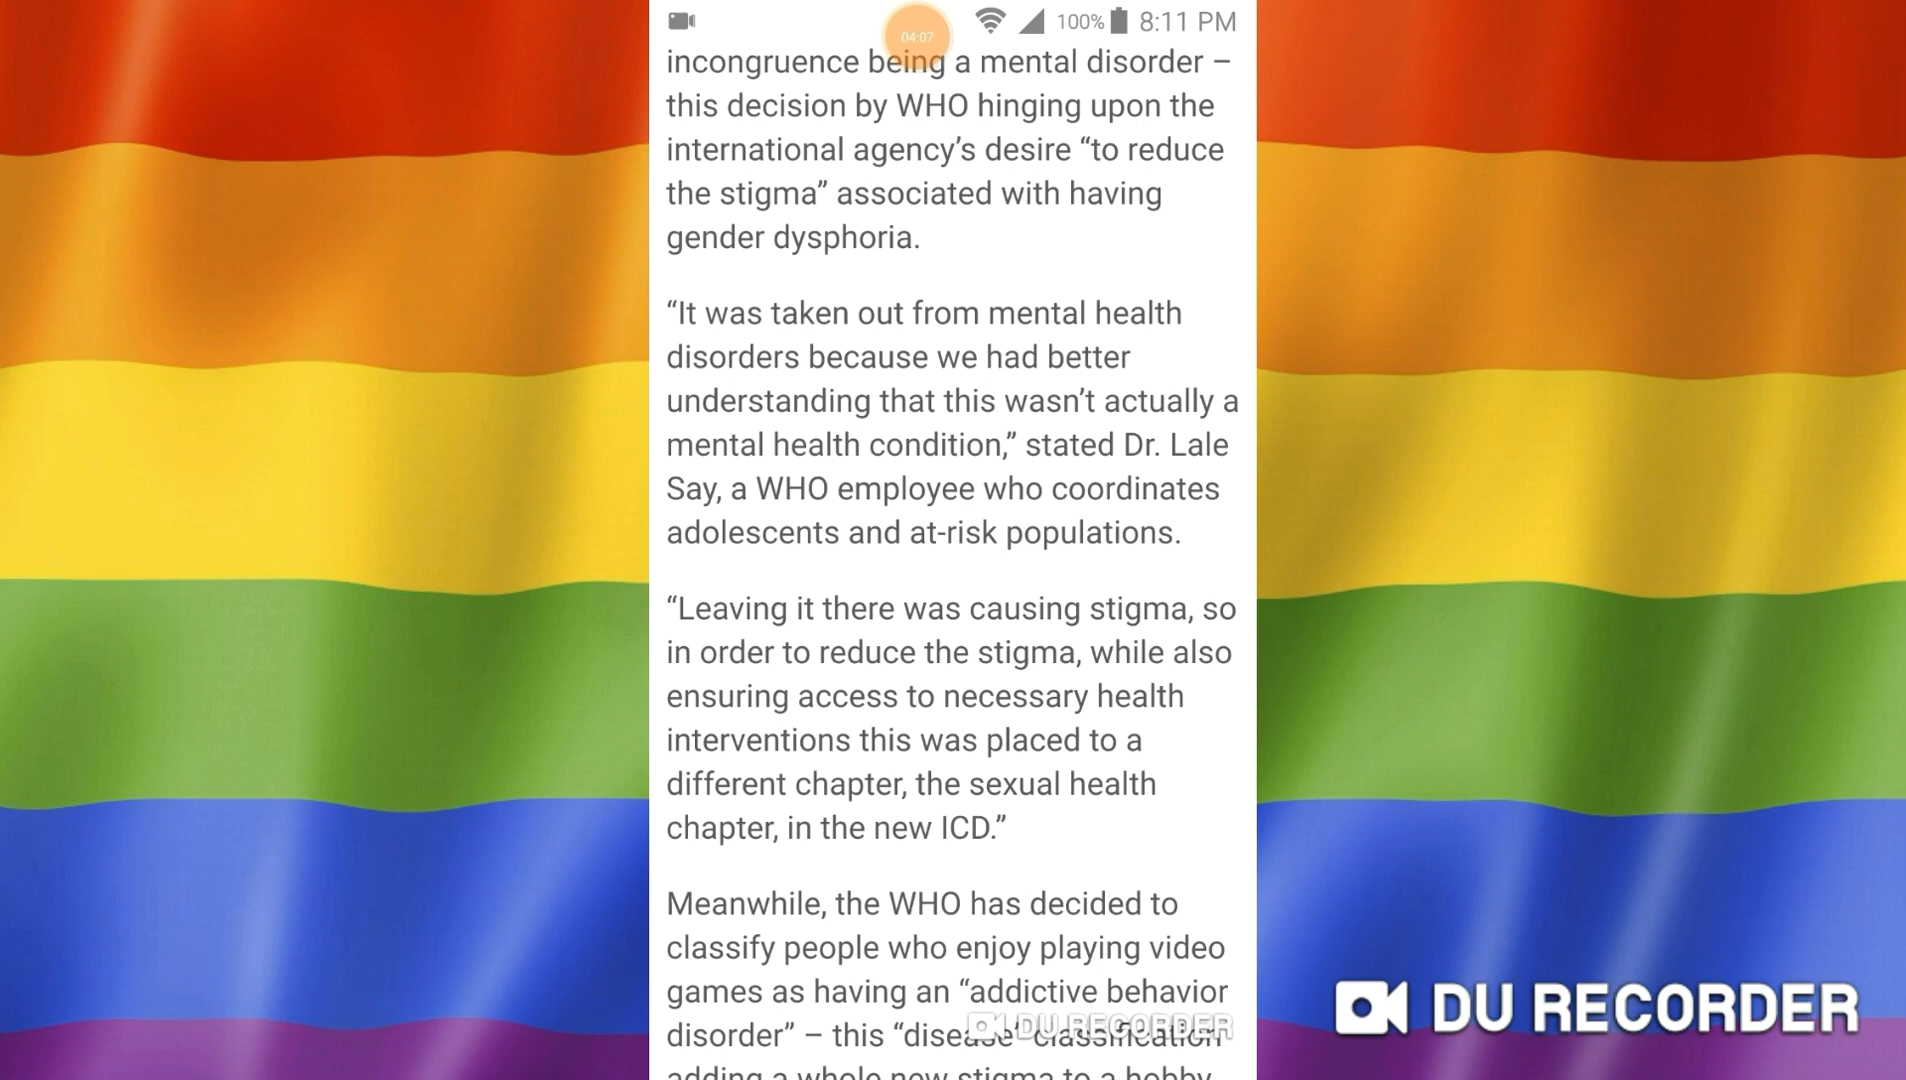 04:07
100%
8:11 PM
incongruence being a mental disorder –
this decision by WHO hinging upon the
international agency’s desire “to reduce
the stigma” associated with having
gender dysphoria.
“It was taken out from mental health
disorders because we had better
understanding that this wasn’t actually a
mental health condition,” stated Dr. Lale
Say, a WHO employee who coordinates
adolescents and at-risk populations.
“Leaving it there was causing stigma, so
in order to reduce the stigma, while also
ensuring access to necessary health
interventions this was placed to a
different chapter, the sexual health
chapter, in the new ICD.”
Meanwhile, the WHO has decided to
classify people who enjoy playing video
games as having an “addictive behavior
disorder” – this “disease” classification
adding a whole new stigma to a hobby
DU RECORDER
DU RECORDER